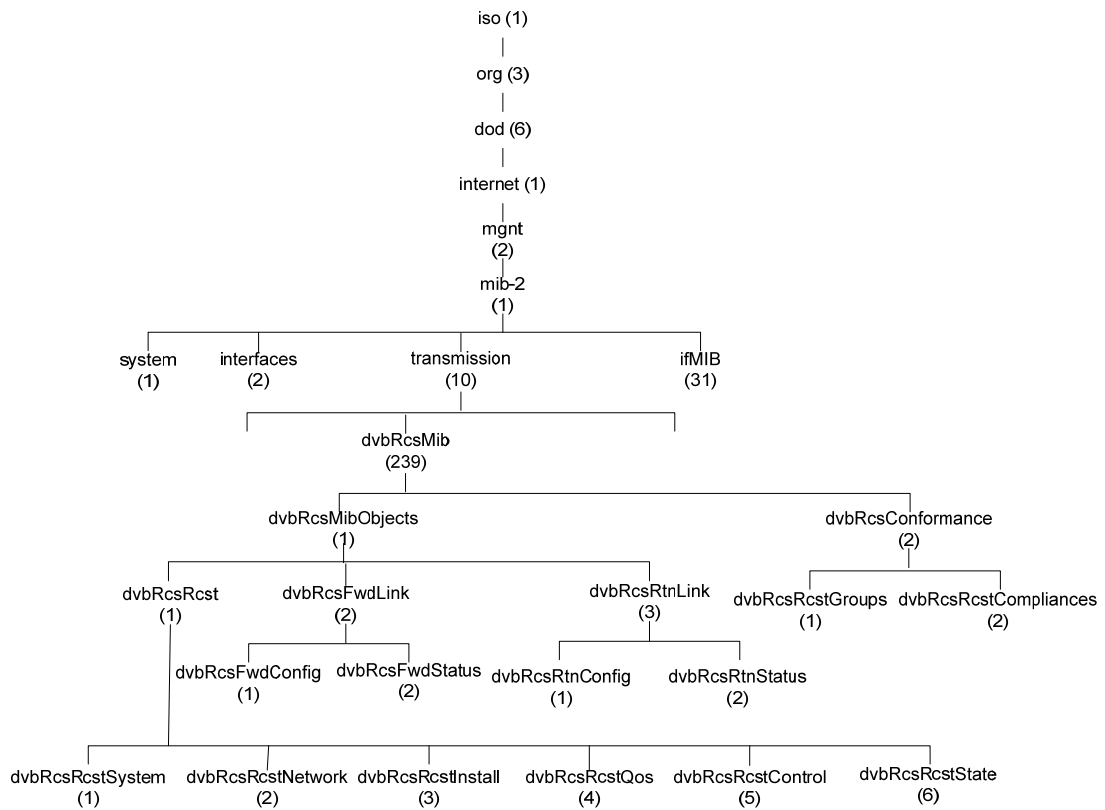 iso (1)
org (3)
dod (6)
internet (1)
mgnt
(2)
mib-2
(1)
system
(1)
interfaces
(2)
transmission
(10)
ifMIB
(31)
dvbRcsMib
(239)
dvbRcsMibObjects
(1)
dvbRcsConformance
(2)
dvbRcsRcst
(1)
dvbRcsFwdLink
(2)
dvbRcsRtnLink
(3)
dvbRcsRcstGroups
(1)
dvbRcsRcstCompliances
(2)
dvbRcsFwdConfig
(1)
dvbRcsFwdStatus
(2)
dvbRcsRtnConfig
(1)
dvbRcsRtnStatus
(2)
dvbRcsRcstSystem
(1)
dvbRcsRcstNetwork
(2)
dvbRcsRcstInstall
(3)
dvbRcsRcstQos
(4)
dvbRcsRcstControl
(5)
dvbRcsRcstState
(6)